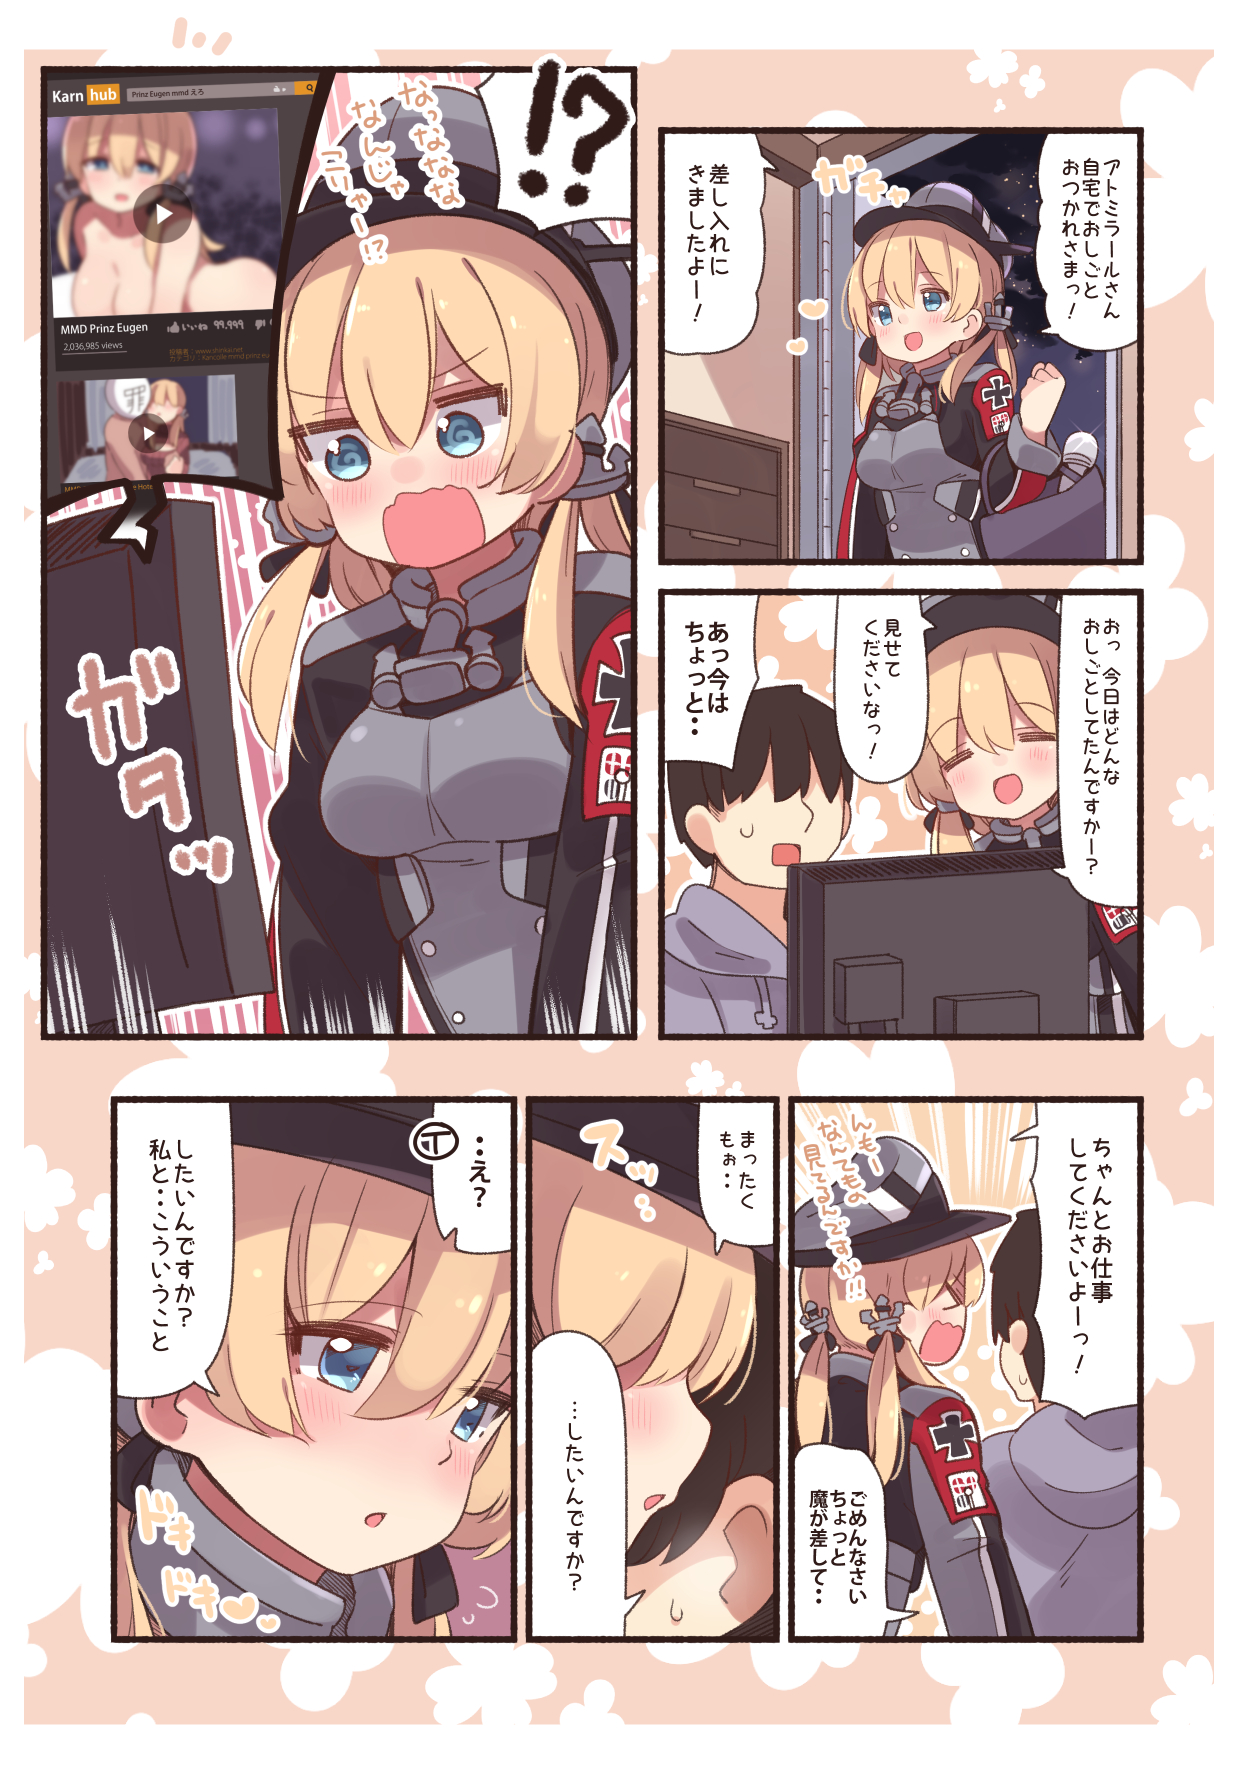 アトミラールさん
自宅でおしごと
おつかれさまっ！
ガチャ
差し入れに
きましたよー！
おっ 今日はどんな
おしごとしてたんですかー？
見せて
くださいなっ！
あっ今は
ちょっと・・
!?
なっななな
なんじゃ
こりゃー!?
Karn hub
Prinz Eugen mmd えろ
MMD Prinz Eugen
いいね 99,999
2,036,985 views
ガタッ
ちゃんとお仕事
してくださいよーっ！
んもー
なんてもの
見てるんですか!!
ごめんなさい
ちょっと
魔が差して・・
まったく
もぉ・・
スッ…
…したいんですか？
・・え？
したいんですか？
私と・・こういうこと
ドキ
ドキ